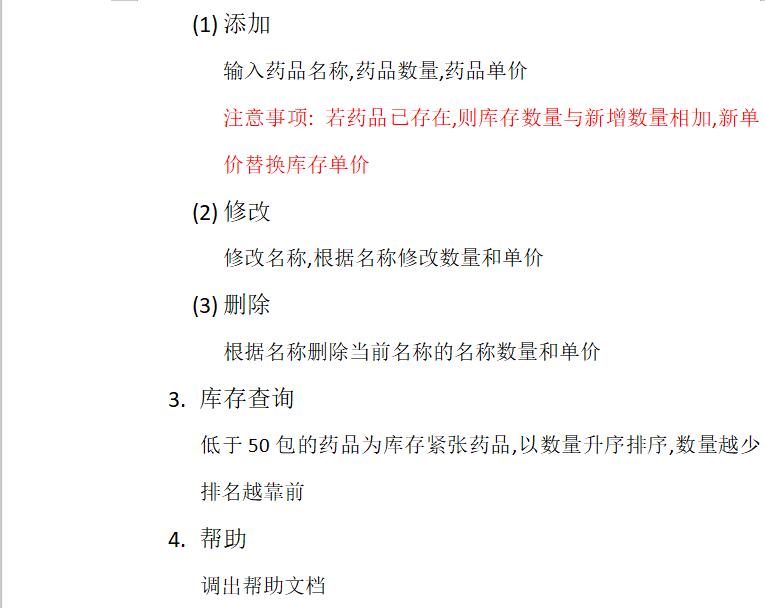 (1) 添加
输入药品名称,药品数量,药品单价
注意事项: 若药品已存在,则库存数量与新增数量相加,新单
价替换库存单价
(2) 修改
修改名称,根据名称修改数量和单价
(3) 删除
根据名称删除当前名称的名称数量和单价
3. 库存查询
低于 50 包的药品为库存紧张药品,以数量升序排序,数量越少
排名越靠前
4. 帮助
调出帮助文档